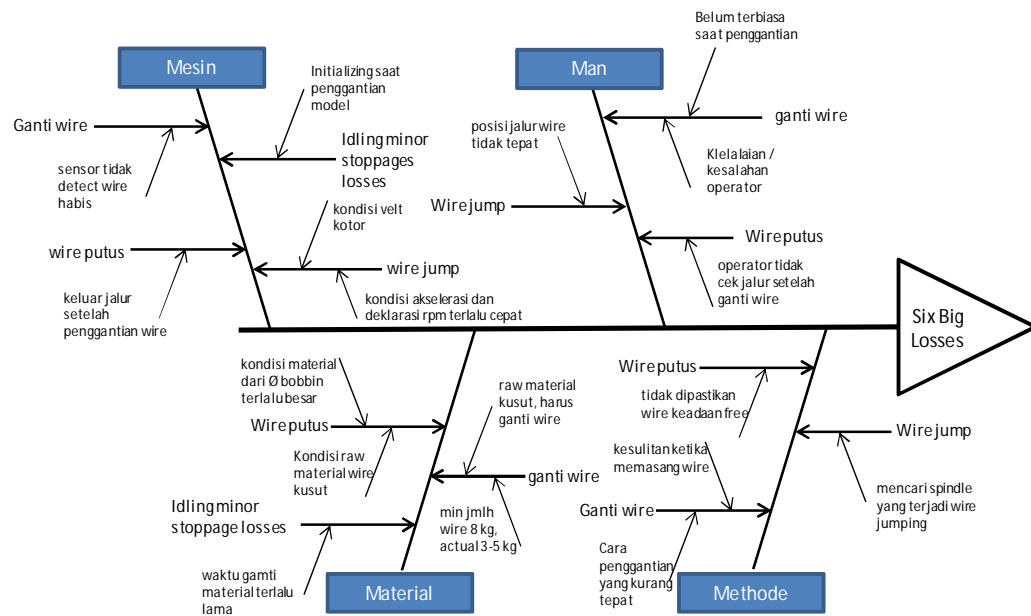 Belum terbiasa
saat penggantian
Mesin
Man
Initializing saat
penggantian
model
Ganti wire
ganti wire
posisi jalur wire
tidak tepat
Idling minor
stoppages
losses
sensor tidak
detect wire
habis
Klelalaian /
kesalahan
operator
kondisi velt
kotor
Wire jump
wire putus
Wire putus
wire jump
operator tidak
cek jalur setelah
ganti wire
keluar jalur
setelah
penggantian wire
kondisi akselerasi dan
deklarasi rpm terlalu cepat
Six Big
Losses
kondisi material
dari Ø bobbin
terlalu besar
raw material
kusut, harus
ganti wire
Wire putus
tidak dipastikan
wire keadaan free
Wire putus
Wire jump
Kondisi raw
material wire
kusut
kesulitan ketika
memasang wire
ganti wire
mencari spindle
yang terjadi wire
jumping
Idling minor
stoppage losses
min jmlh
wire 8 kg,
actual 3-5 kg
Ganti wire
Cara
penggantian
yang kurang
tepat
waktu gamti
material terlalu
lama
Material
Methode